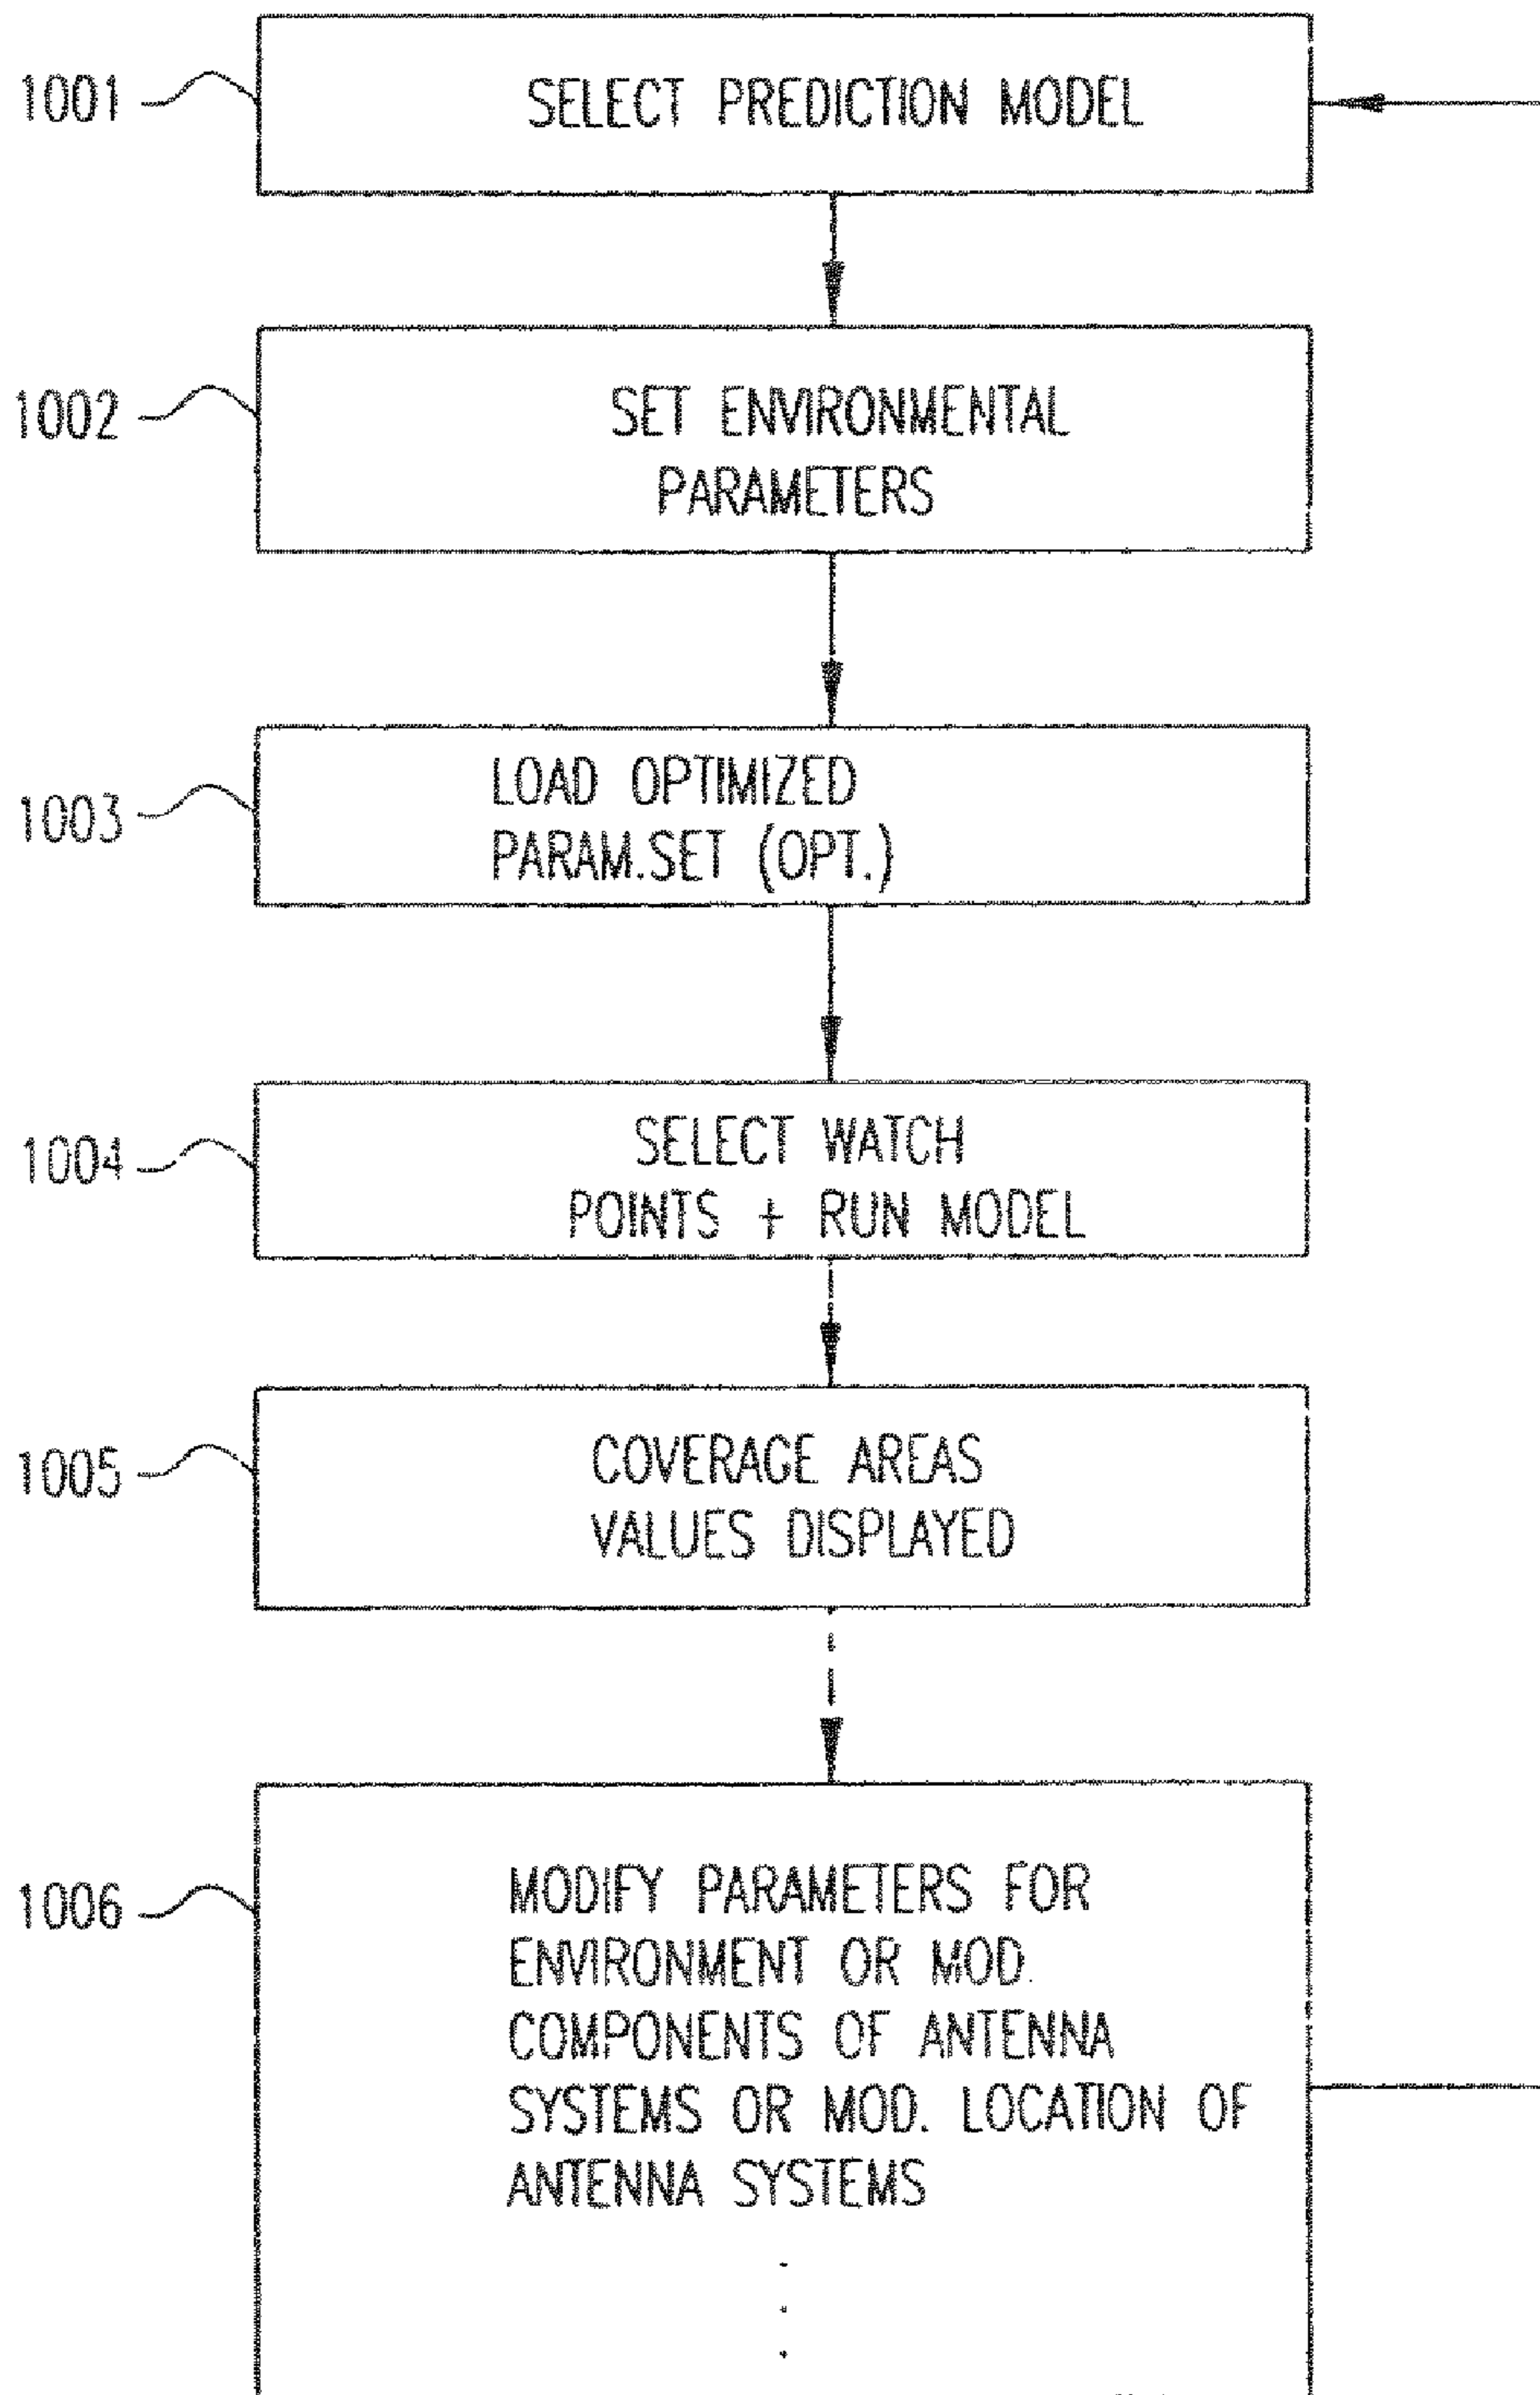 1001
SELECT PREDICTION MODEL
1002
SET ENVIRONMENTAL
PARAMETERS
1003
LOAD OPTIMIZED
PARAM.SET (OPT.)
1004
SELECT WATCH
POINTS + RUN MODEL
1005
COVERAGE AREAS
VALUES DISPLAYED
1006
MODIFY PARAMETERS FOR
ENVIRONMENT OR MOD.
COMPONENTS OF ANTENNA
SYSTEMS OR MOD. LOCATION OF
ANTENNA SYSTEMS
.
.
.